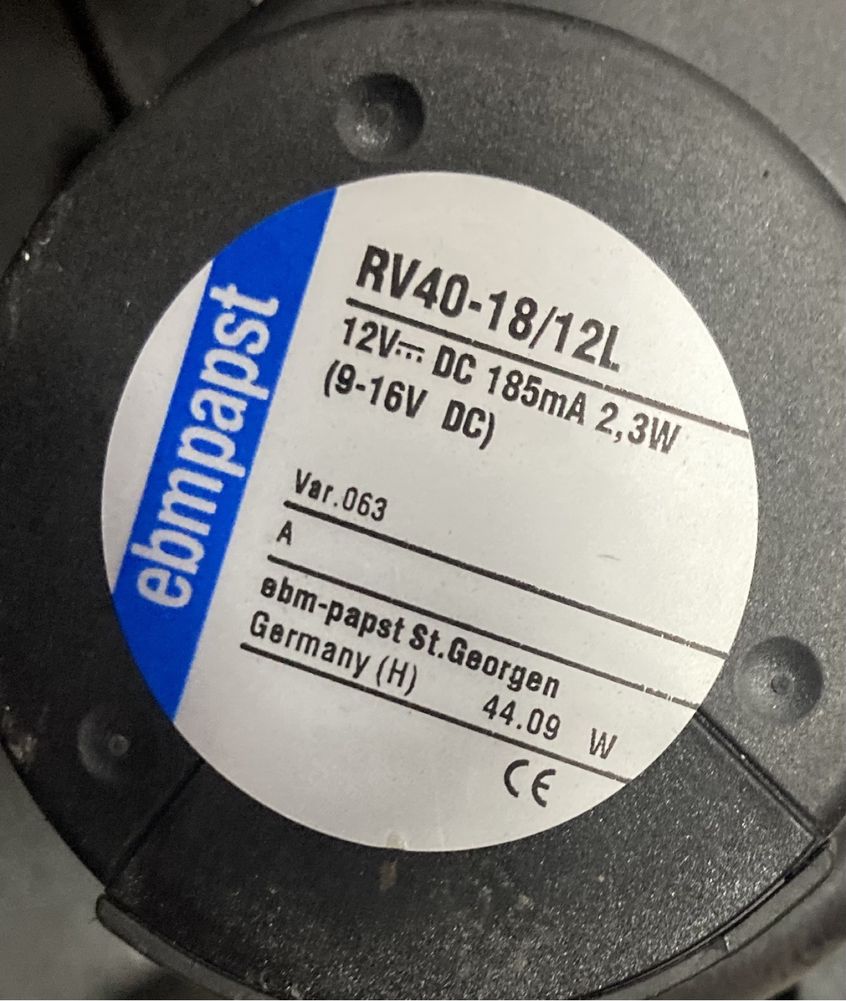 ebmpapst
RV40-18/12L
12V⎓ DC 185mA 2,3W
(9-16V DC)
Var.063
A
ebm-papst St.Georgen
Germany (H) 44.09 W
CE